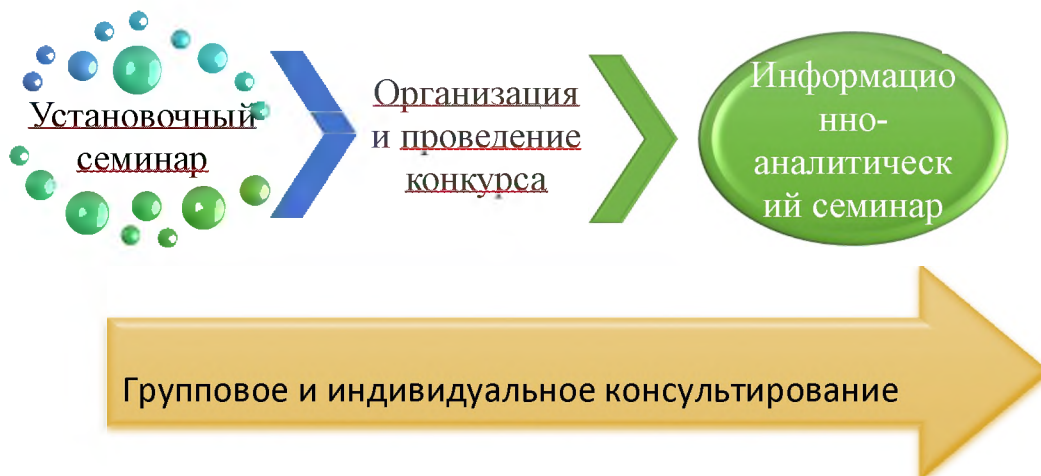 Установочный
семинар
Организация
и проведение
конкурса
Информацио
нно-
аналитическ
ий семинар
Групповое и индивидуальное консультирование